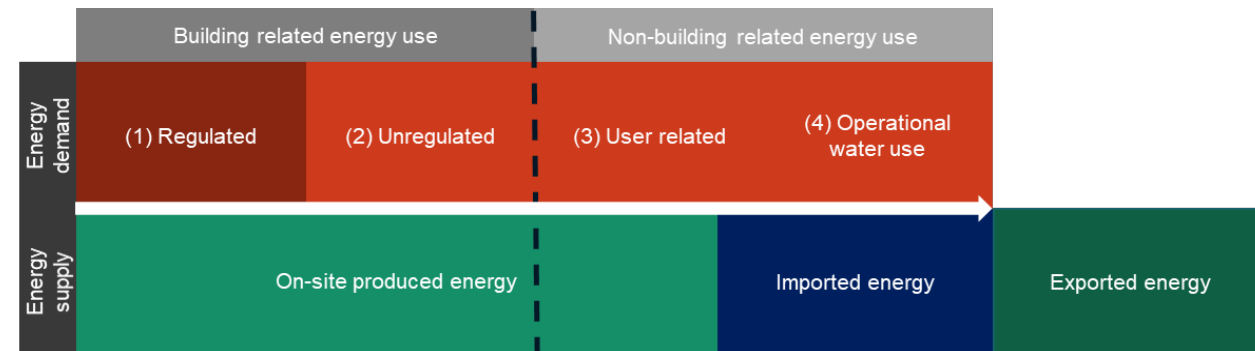 Building related energy use
Non-building related energy use
Energy
demand
(1) Regulated
(2) Unregulated
(3) User related
(4) Operational
water use
Energy
supply
On-site produced energy
Imported energy
Exported energy